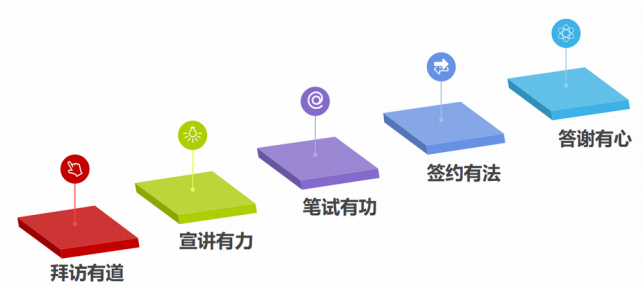 拜访有道
宣讲有力
笔试有功
签约有法
答谢有心